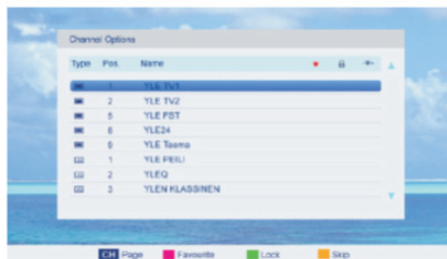 Channel Options
Type Pos. Name
1 YLE TV1
2 YLE TV2
5 YLE FST
8 YLE24
9 YLE Teema
1 YLE PEILI
2 YLEQ
3 YLEN KLASSINEN
CH Page Favourite Lock Skip